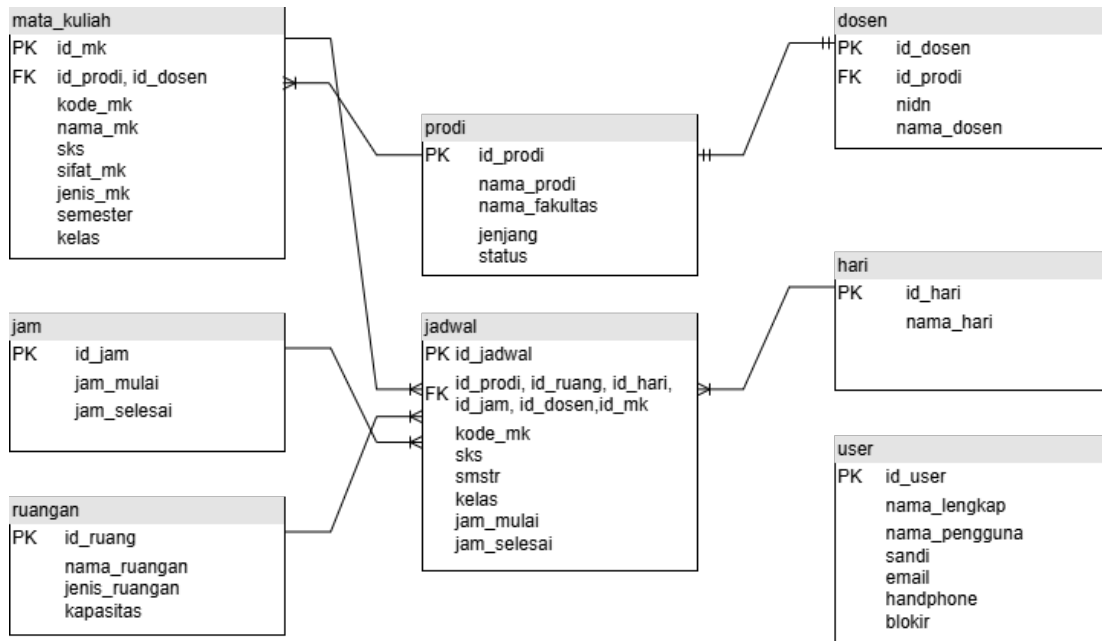 mata_kuliah
PK id_mk
FK id_prodi, id_dosen
kode_mk
nama_mk
sks
sifat_mk
jenis_mk
semester
kelas
prodi
PK id_prodi
nama_prodi
nama_fakultas
jenjang
status
dosen
PK id_dosen
FK id_prodi
nidn
nama_dosen
hari
PK id_hari
nama_hari
jam
PK id_jam
jam_mulai
jam_selesai
jadwal
PK id_jadwal
FK id_prodi, id_ruang, id_hari,
id_jam, id_dosen,id_mk
kode_mk
sks
smstr
kelas
jam_mulai
jam_selesai
ruangan
PK id_ruang
nama_ruangan
jenis_ruangan
kapasitas
user
PK id_user
nama_lengkap
nama_pengguna
sandi
email
handphone
blokir